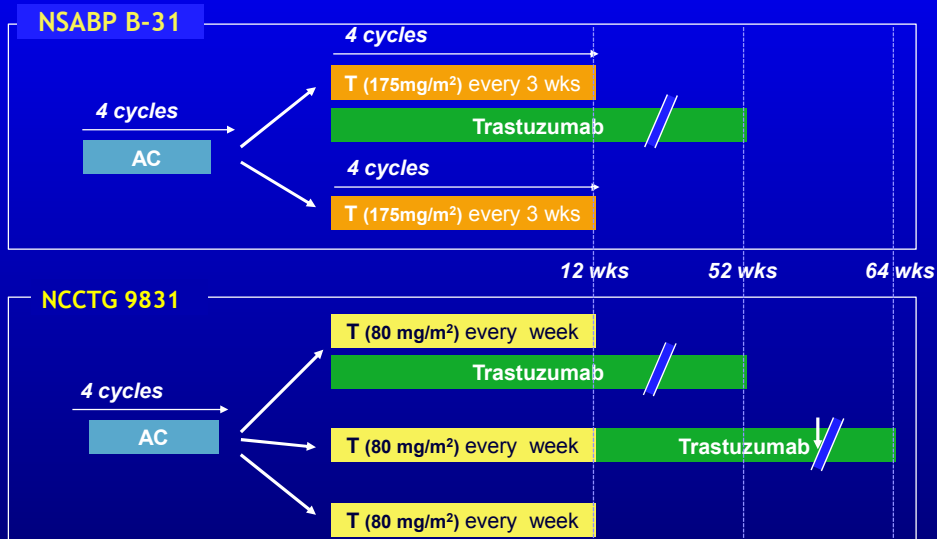 NSABP B-31
4 cycles
T (175mg/m²) every 3 wks
4 cycles
Trastuzumab
AC
4 cycles
T (175mg/m²) every 3 wks
12 wks 52 wks 64 wks
NCCTG 9831
T (80 mg/m²) every week
Trastuzumab
4 cycles
AC
T (80 mg/m²) every week Trastuzumab
T (80 mg/m²) every week